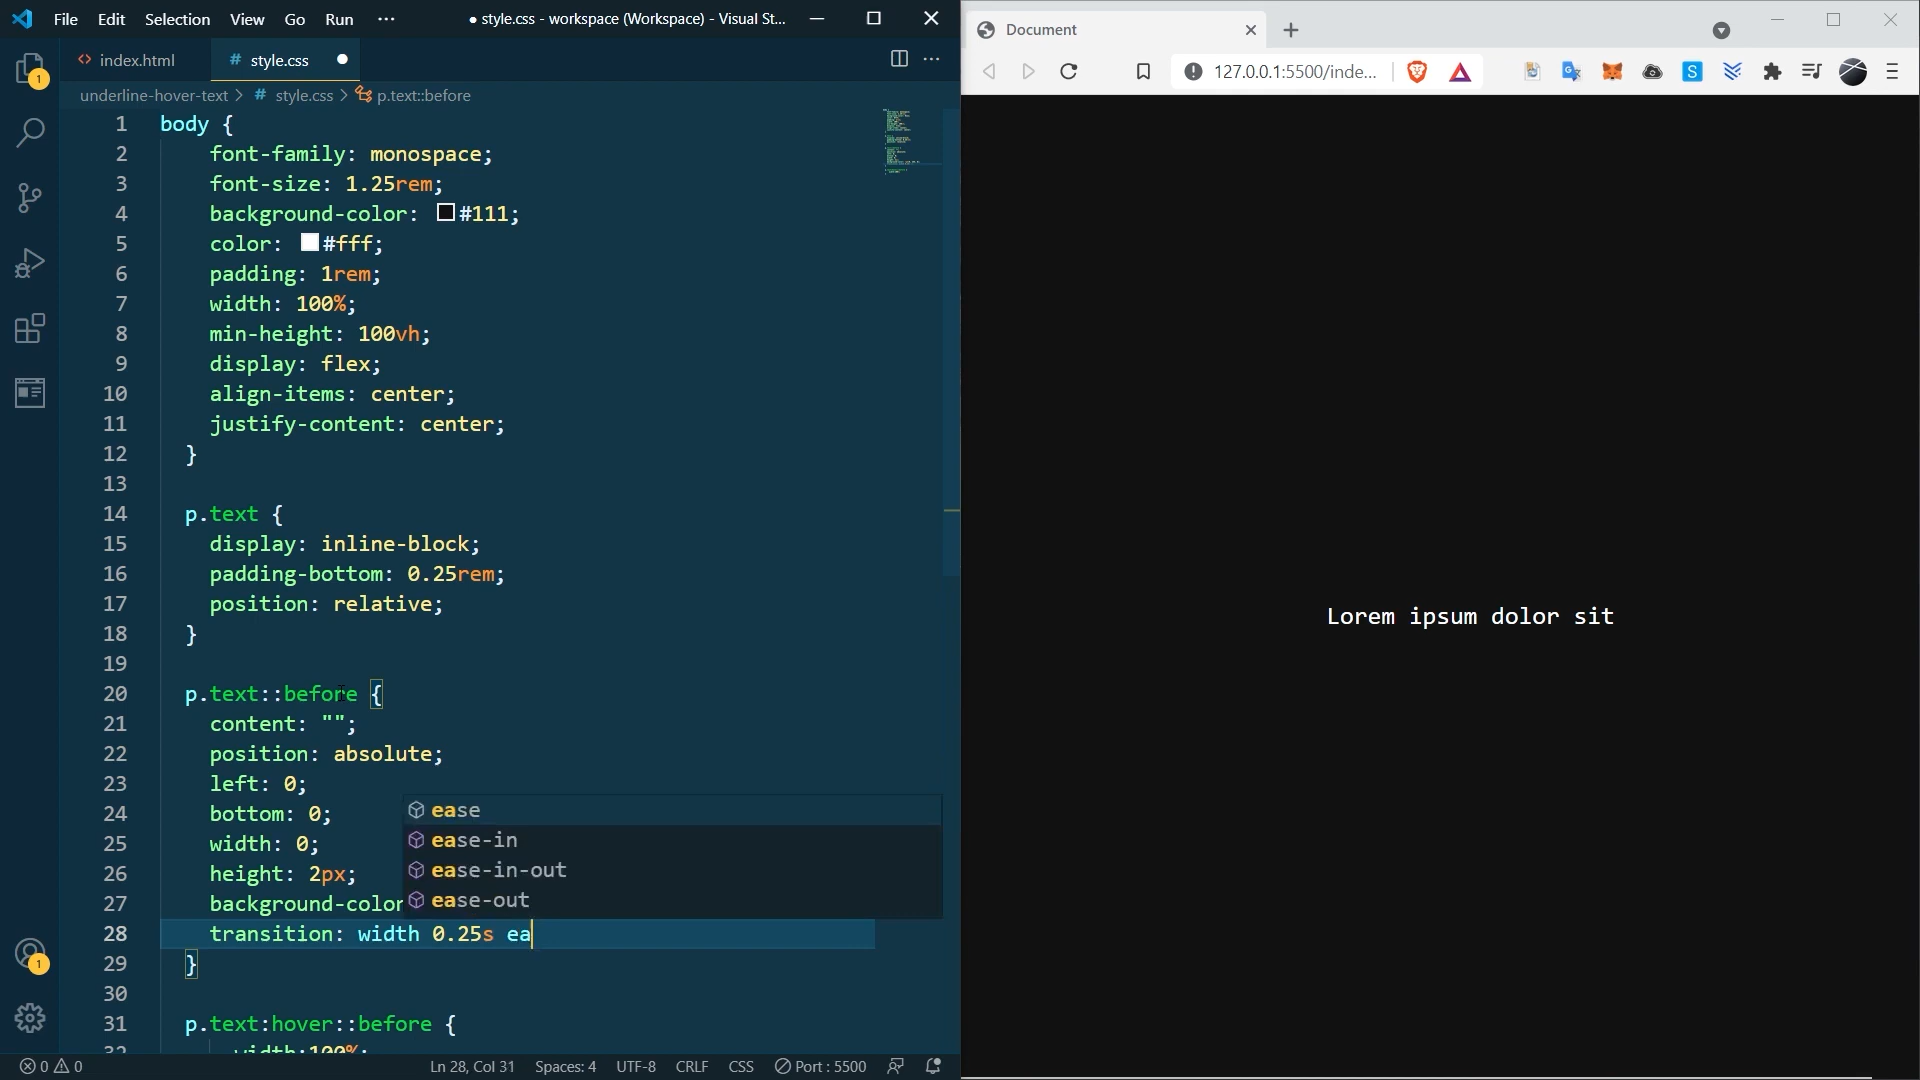 File Edit Selection View Go Run ··· ● style.css - workspace (Workspace) - Visual St...
index.html # style.css
underline-hover-text > # style.css > p.text::before
1 body {
2 font-family: monospace;
3 font-size: 1.25rem;
4 background-color: #111;
5 color: #fff;
6 padding: 1rem;
7 width: 100%;
8 min-height: 100vh;
9 display: flex;
10 align-items: center;
11 justify-content: center;
12 }
13
14 p.text {
15 display: inline-block;
16 padding-bottom: 0.25rem;
17 position: relative;
18 }
19
20 p.text::before {
21 content: "";
22 position: absolute;
23 left: 0;
24 bottom: 0;
25 width: 0;
26 height: 2px;
27 background-color
28 transition: width 0.25s ea
29 }
30
31 p.text:hover::before {
32 width:100%;
ease
ease-in
ease-in-out
ease-out
1
1
0 0 Ln 28, Col 31 Spaces: 4 UTF-8 CRLF CSS Port : 5500
Document
127.0.0.1:5500/inde...
S
Lorem ipsum dolor sit